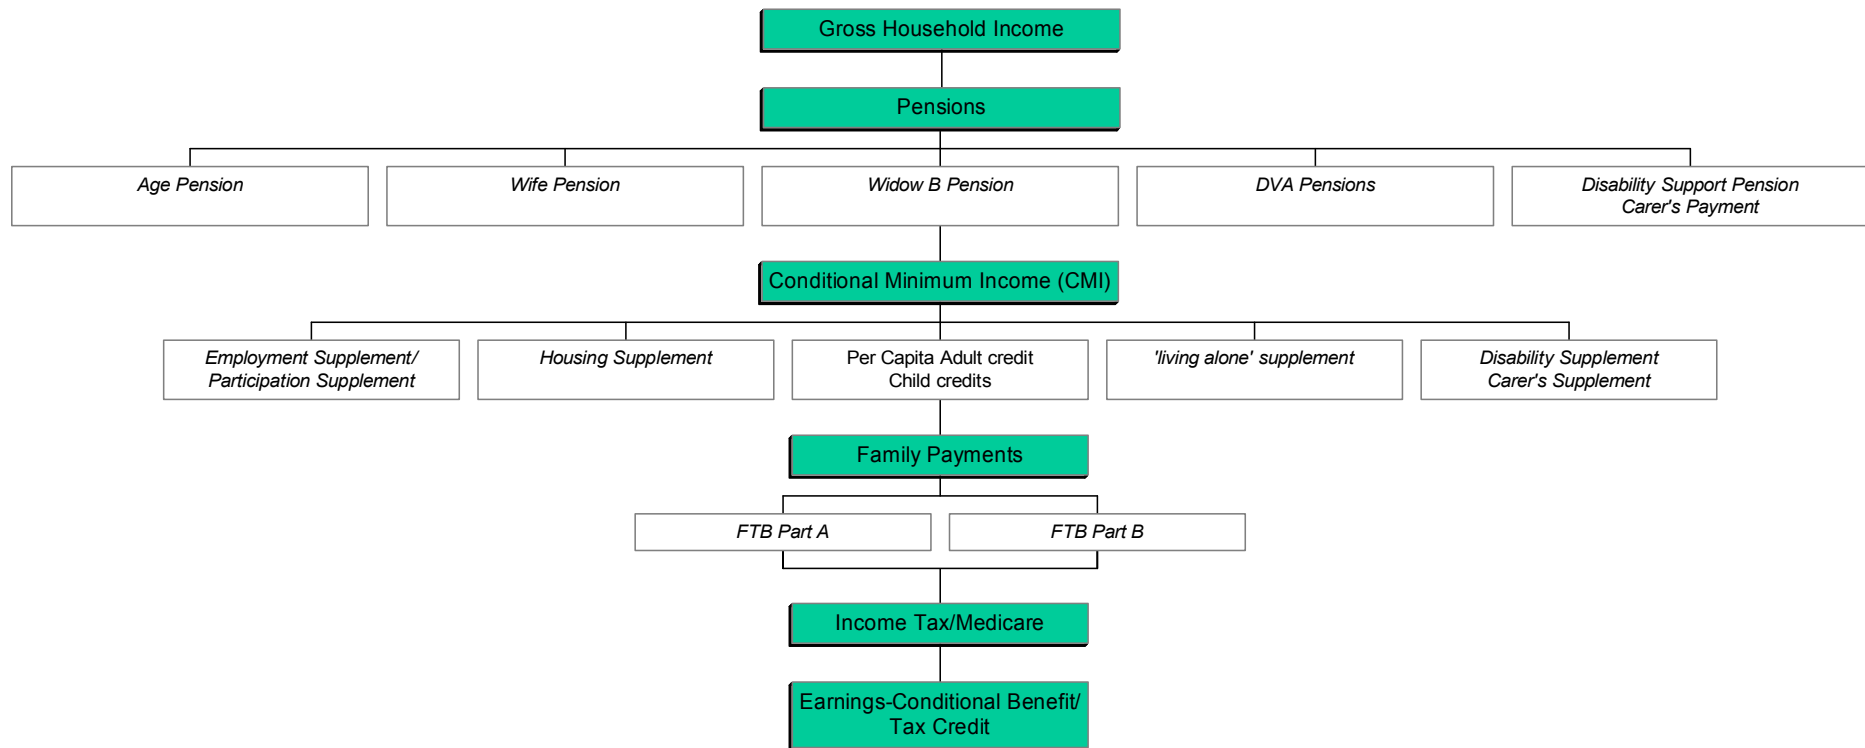 Gross Household Income
Pensions
Age Pension
Wife Pension
Widow B Pension
DVA Pensions
Disability Support Pension
Carer's Payment
Conditional Minimum Income (CMI)
Employment Supplement/
Participation Supplement
Housing Supplement
Per Capita Adult credit
Child credits
'living alone' supplement
Disability Supplement
Carer's Supplement
Family Payments
FTB Part A
FTB Part B
Income Tax/Medicare
Earnings-Conditional Benefit/
Tax Credit